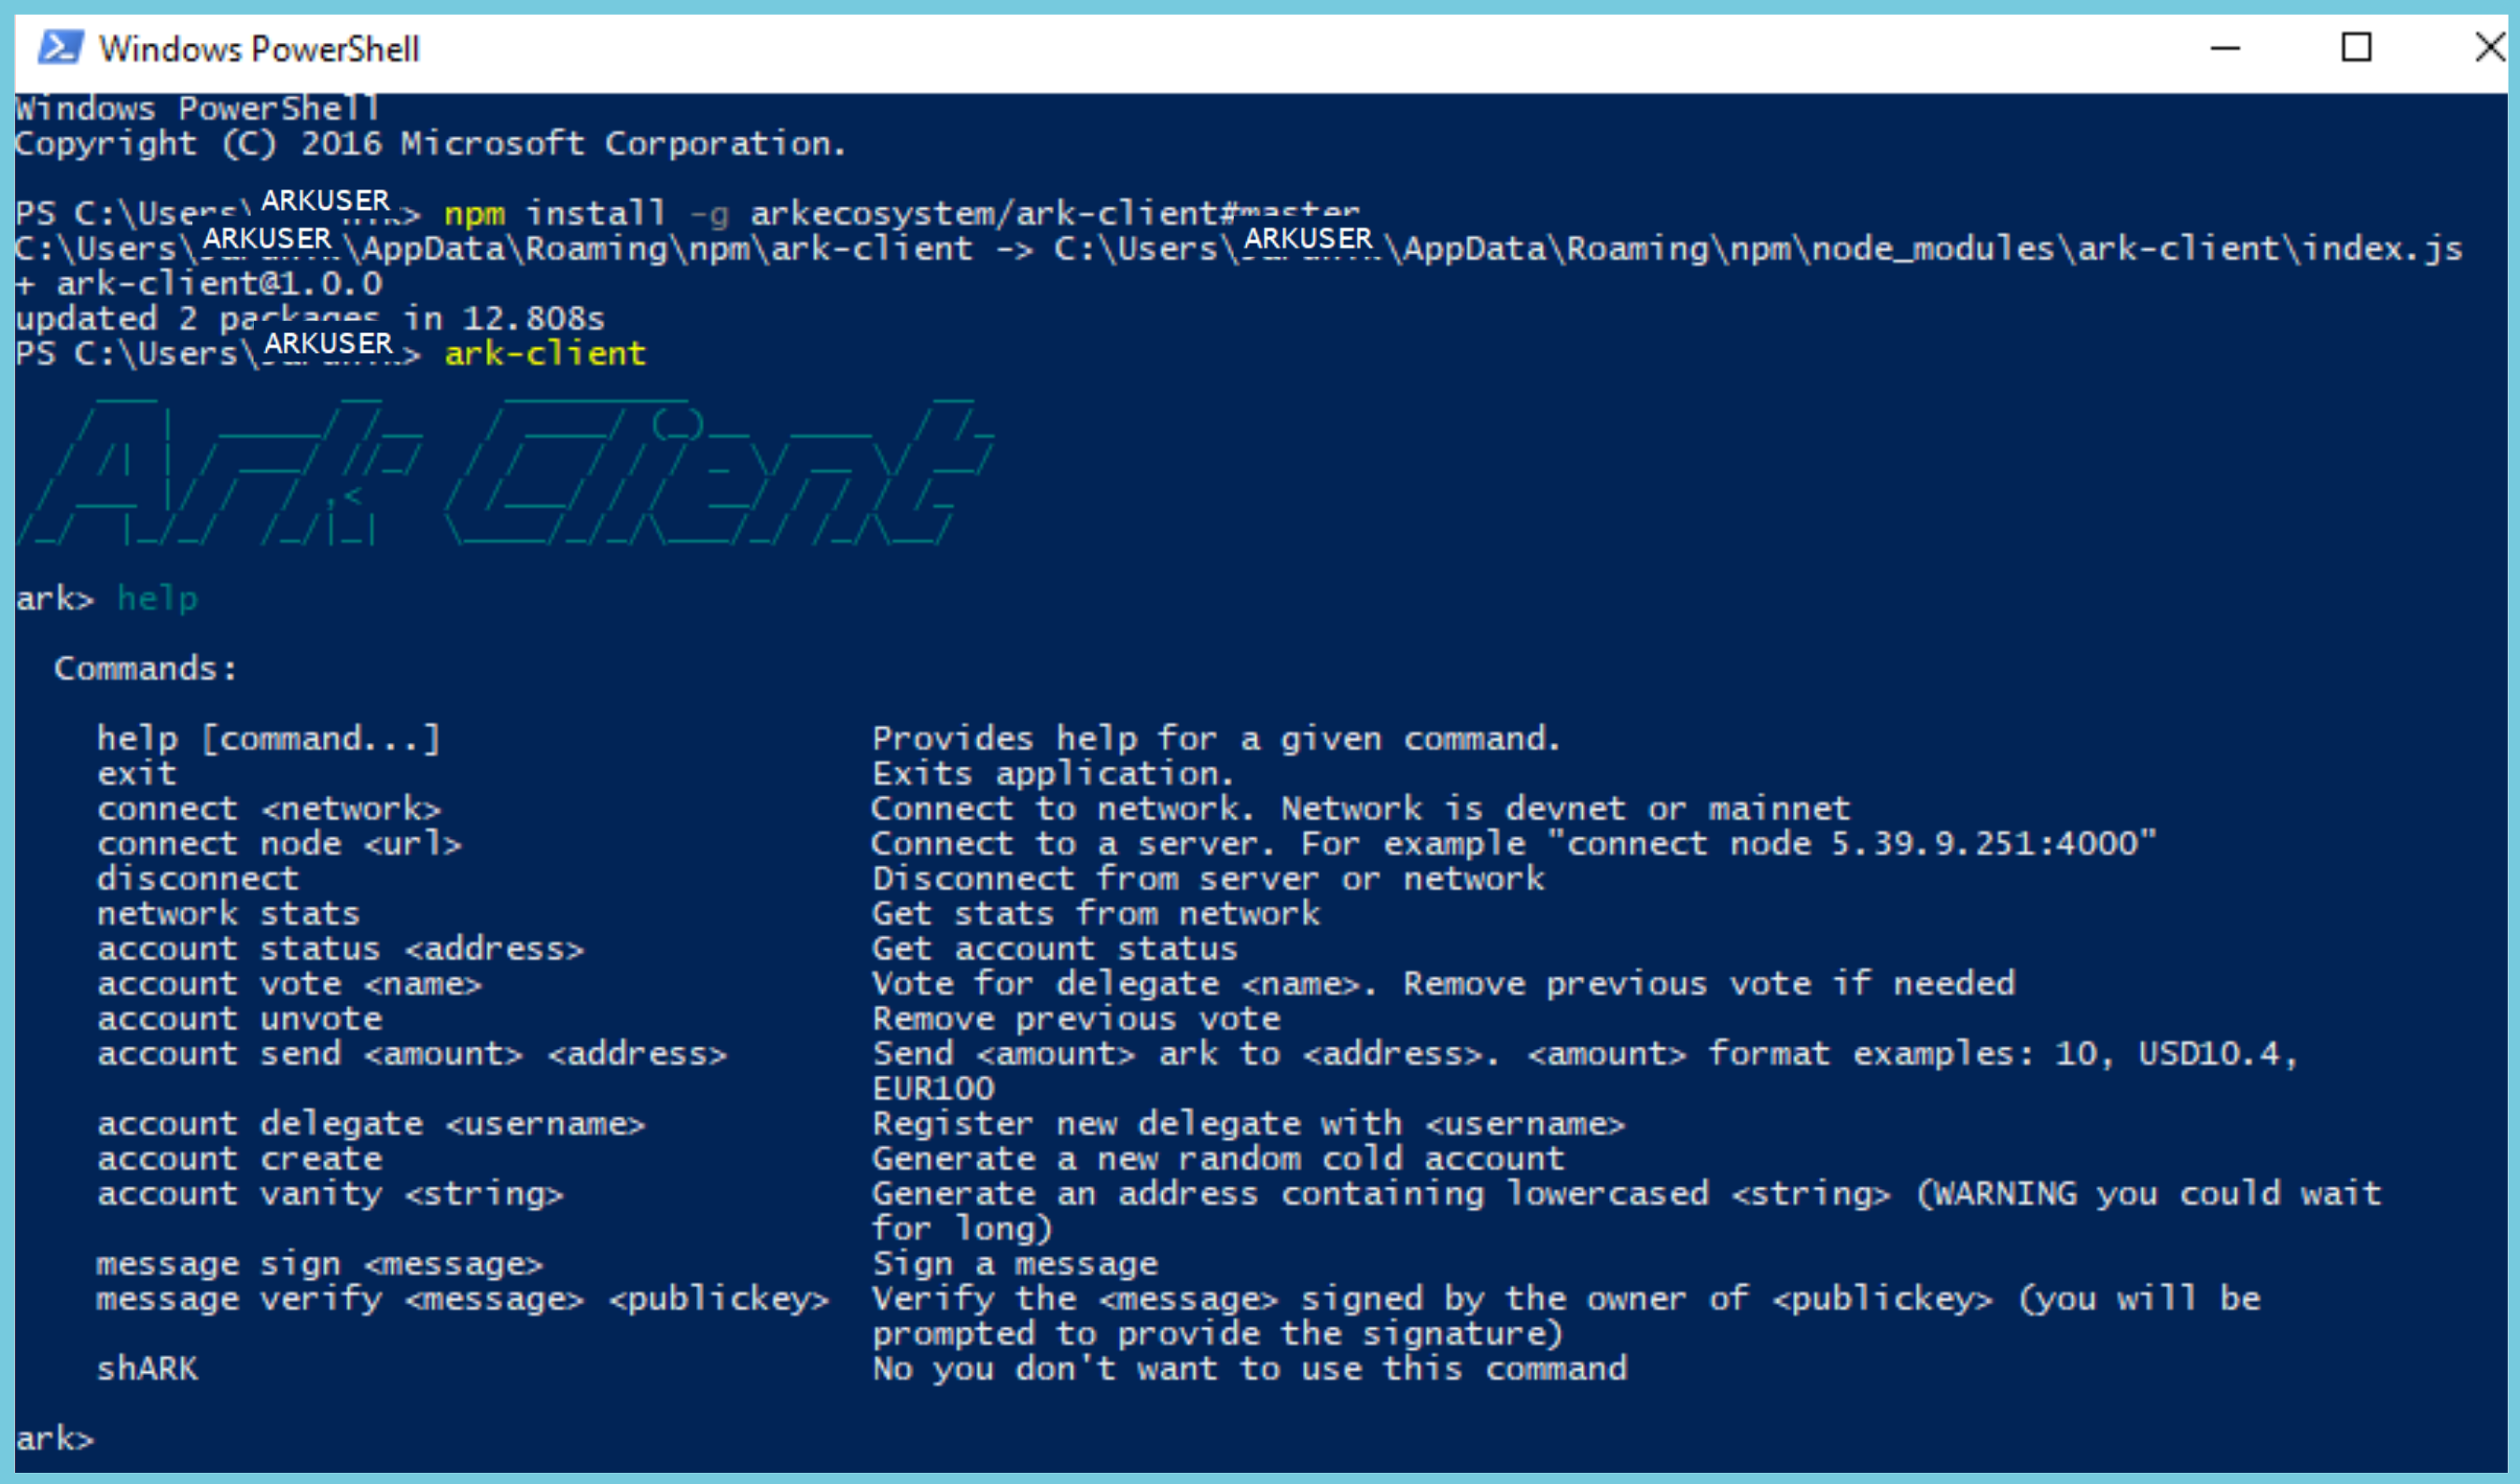 Windows PowerShell
Windows PowerShell
Copyright (C) 2016 Microsoft Corporation.
PS C:\Users\ARKUSER> npm install -g arkecosystem/ark-client#master
C:\Users\ARKUSER\AppData\Roaming\npm\ark-client -> C:\Users\ARKUSER\AppData\Roaming\npm\node_modules\ark-client\index.js
+ ark-client@1.0.0
updated 2 packages in 12.808s
PS C:\Users\ARKUSER> ark-client
Ark Client
ark> help
Commands:
help [command...] Provides help for a given command.
exit Exits application.
connect <network> Connect to network. Network is devnet or mainnet
connect node <url> Connect to a server. For example "connect node 5.39.9.251:4000"
disconnect Disconnect from server or network
network stats Get stats from network
account status <address> Get account status
account vote <name> Vote for delegate <name>. Remove previous vote if needed
account unvote Remove previous vote
account send <amount> <address> Send <amount> ark to <address>. <amount> format examples: 10, USD10.4,
EUR100
account delegate <username> Register new delegate with <username>
account create Generate a new random cold account
account vanity <string> Generate an address containing lowercased <string> (WARNING you could wait
for long)
message sign <message> Sign a message
message verify <message> <publickey> Verify the <message> signed by the owner of <publickey> (you will be
prompted to provide the signature)
shARK No you don't want to use this command
ark>